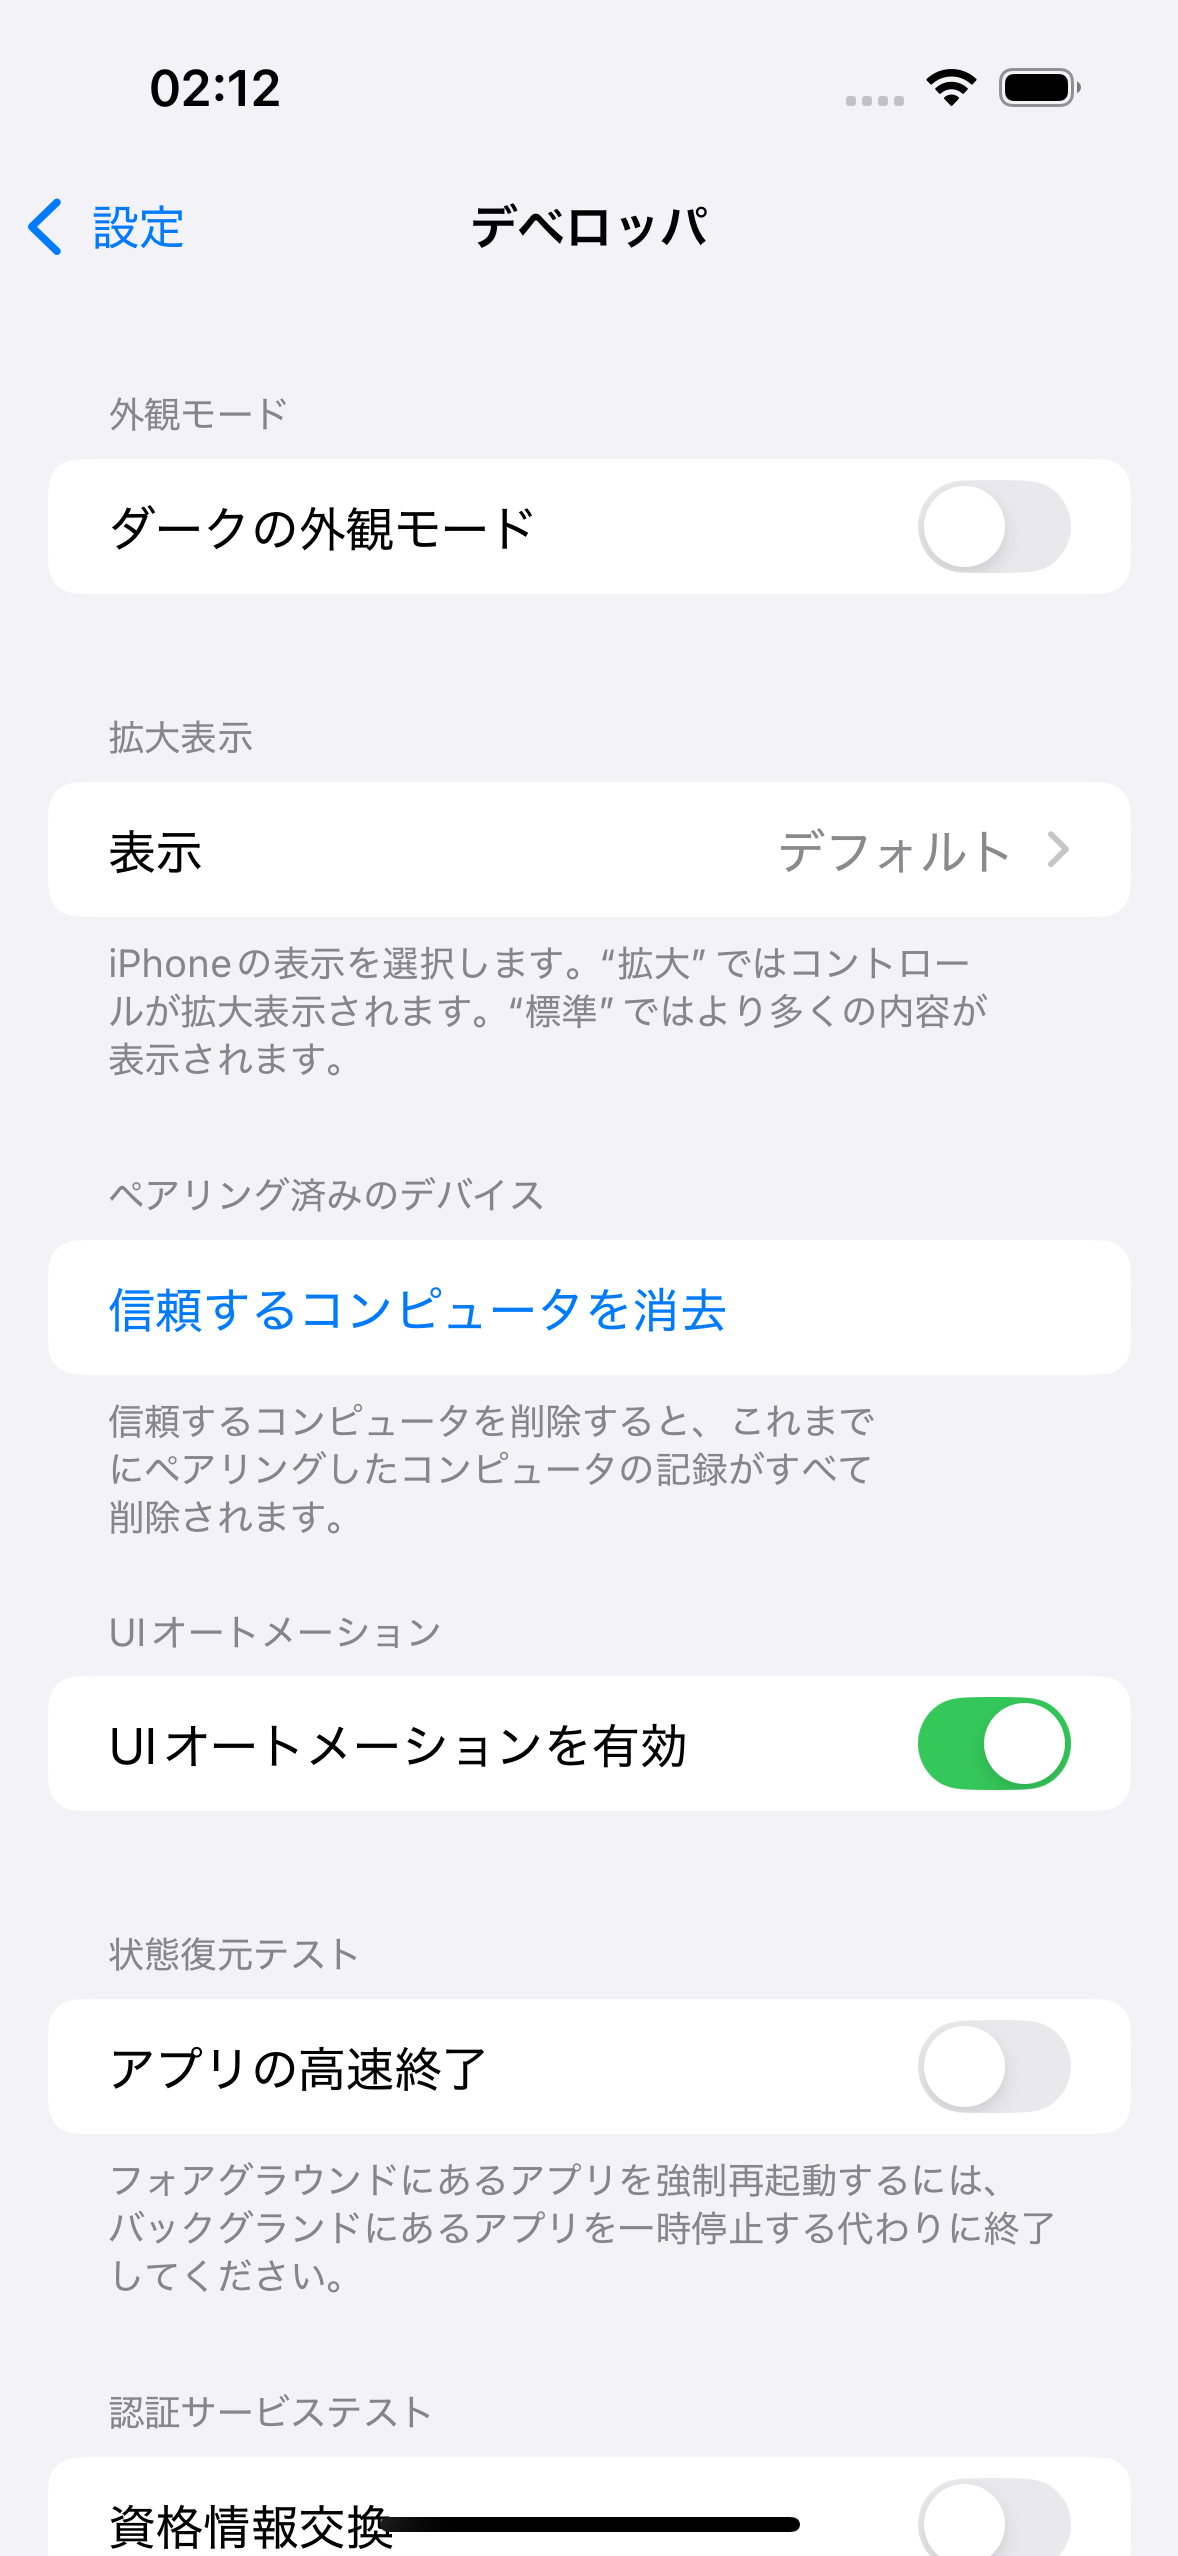 02:12
設定
デベロッパ
外観モード
ダークの外観モード
拡大表示
表示
デフォルト
iPhoneの表示を選択します。“拡大” ではコントロー
ルが拡大表示されます。“標準” ではより多くの内容が
表示されます。
ペアリング済みのデバイス
信頼するコンピュータを消去
信頼するコンピュータを削除すると、これまで
にペアリングしたコンピュータの記録がすべて
削除されます。
UIオートメーション
UIオートメーションを有効
状態復元テスト
アプリの高速終了
フォアグラウンドにあるアプリを強制再起動するには、
バックグランドにあるアプリを一時停止する代わりに終了
してください。
認証サービステスト
資格情報交換